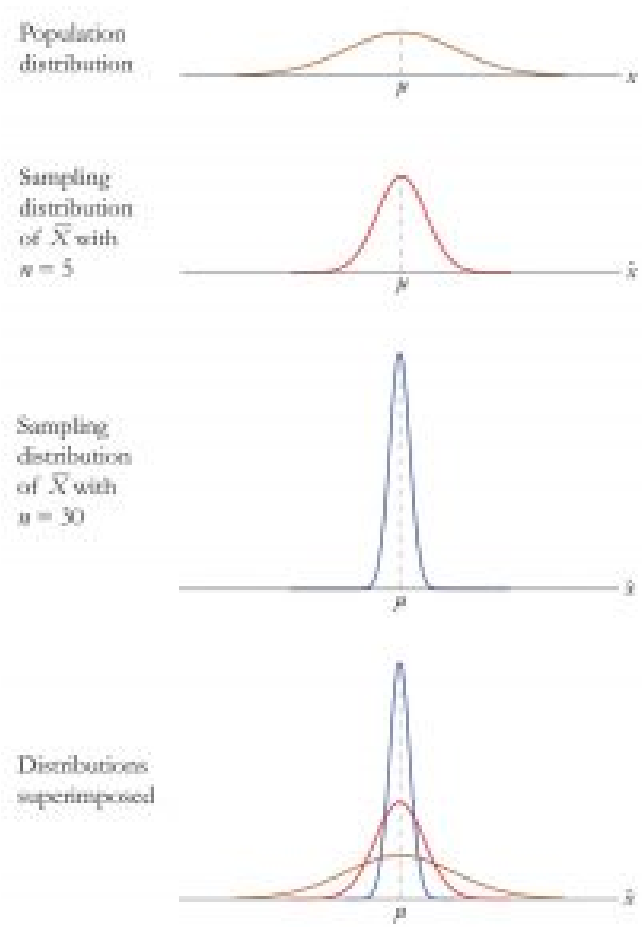 Population
distribution
μ
x
Sampling
distribution
of X̅ with
n = 5
μ
x̄
Sampling
distribution
of X̅ with
n = 30
μ
x̄
Distributions
superimposed
μ
x̄